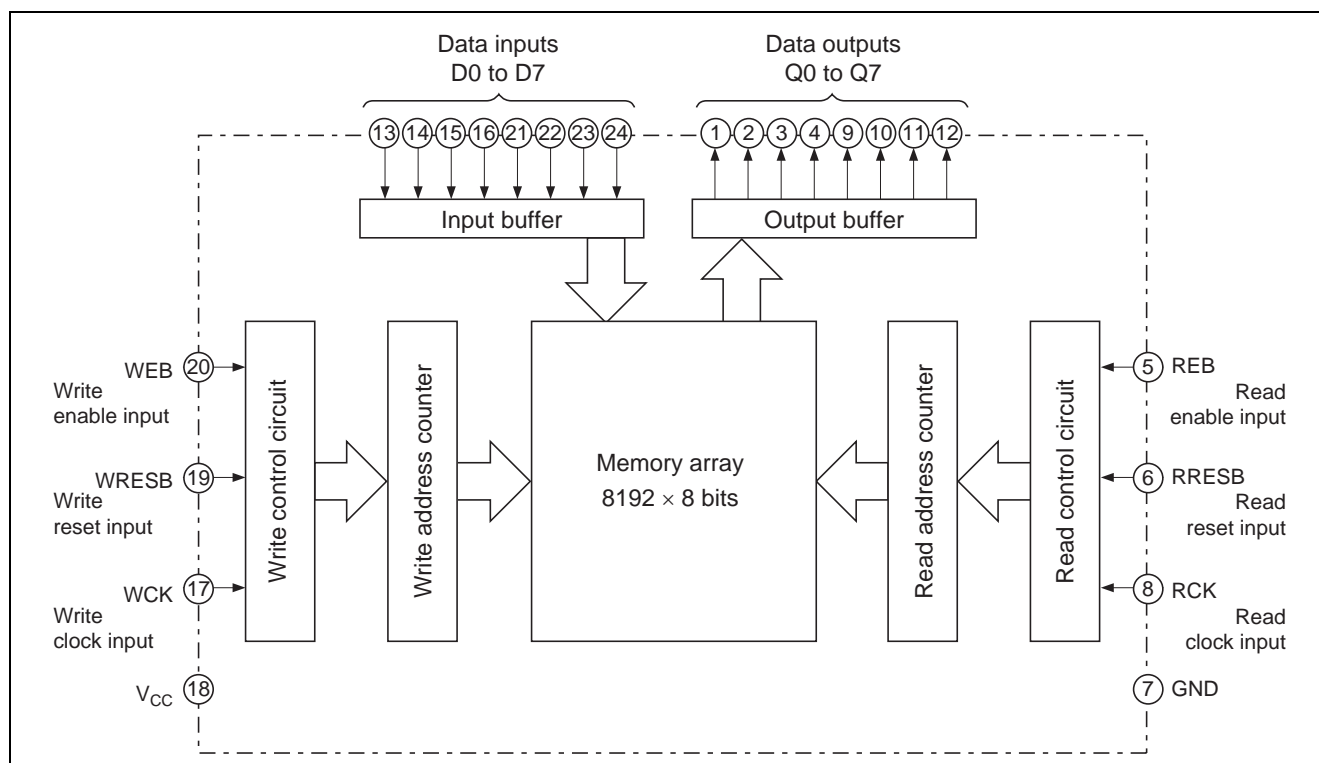 Data inputs
D0 to D7
Data outputs
Q0 to Q7
13 14 15 16 21 22 23 24
1 2 3 4 9 10 11 12
Input buffer
Output buffer
WEB 20
Write
enable input
WRESB 19
Write
reset input
WCK 17
Write
clock input
VCC 18
Write control circuit
Write address counter
Memory array
8192 × 8 bits
Read address counter
Read control circuit
5 REB
Read
enable input
6 RRESB
Read
reset input
8 RCK
Read
clock input
7 GND